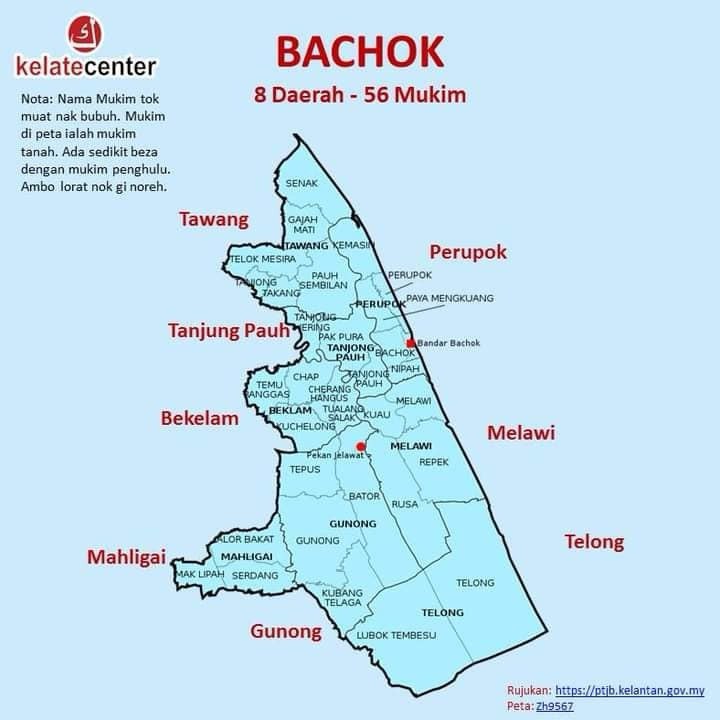 kelatecenter
BACHOK
8 Daerah - 56 Mukim
Nota: Nama Mukim tok
muat nak bubuh. Mukim
di peta ialah mukim
tanah. Ada sedikit beza
dengan mukim penghulu.
Ambo lorat nok gi noreh.
SENAK
Tawang
GAJAH
MATI
TAWANG
KEMASIN
Perupok
TELOK MESIRA
PERUPOK
TANJONG
TAKANG
PAUH
SEMBILAN
PERUPOK
PAYA MENGKUANG
Tanjung Pauh
TANJONG
PAK PURA
TANJONG
PAUH
BACHOK
Bandar Bachok
NIPAH
TEMU
RANGGAS
CHAP
CHERANG
HANGUS
TANJONG
PAUH
MELAWI
Bekelam
BEKLAM
TUALANG
SALAK
KUAU
KUCHELONG
Melawi
MELAWI
Pekan Jelawat >
TEPUS
REPEK
BATOR
RUSA
GUNONG
GUNONG
Mahligai
ALOR BAKAT
MAHLIGAI
MAK LIPAH
SERDANG
Telong
TELONG
KUBANG
TELAGA
TELONG
Gunong
LUBOK TEMBESU
Rujukan: https://ptjb.kelantan.gov.my
Peta: Zh9567